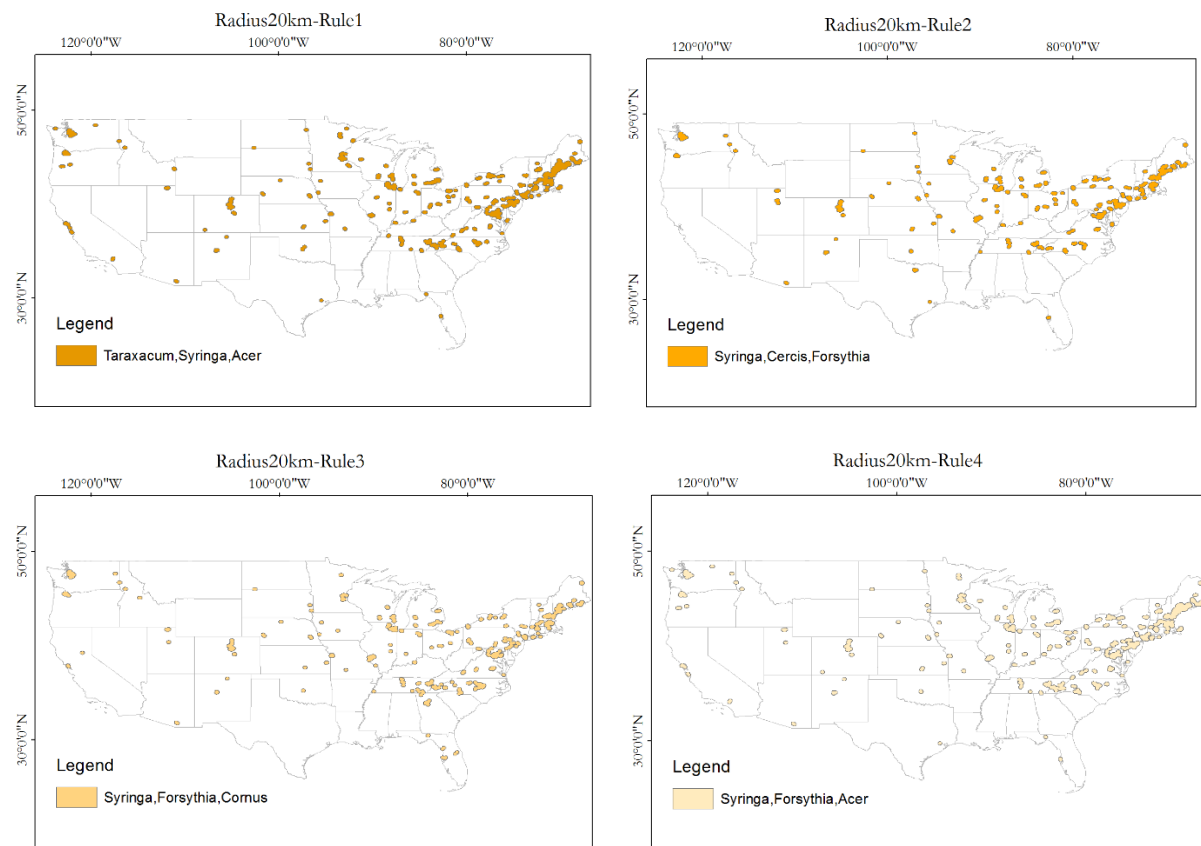 Radius20km-Rule1
120°0'0"W 100°0'0"W 80°0'0"W
50°0'0"N
30°0'0"N
Legend
Taraxacum,Syringa,Acer
Radius20km-Rule2
120°0'0"W 100°0'0"W 80°0'0"W
50°0'0"N
30°0'0"N
Legend
Syringa,Cercis,Forsythia
Radius20km-Rule3
120°0'0"W 100°0'0"W 80°0'0"W
50°0'0"N
30°0'0"N
Legend
Syringa,Forsythia,Cornus
Radius20km-Rule4
120°0'0"W 100°0'0"W 80°0'0"W
50°0'0"N
30°0'0"N
Legend
Syringa,Forsythia,Acer